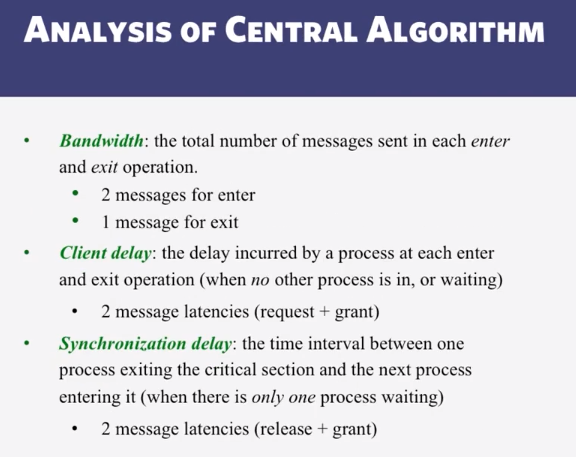 ANALYSIS OF CENTRAL ALGORITHM
• Bandwidth: the total number of messages sent in each enter
and exit operation.
• 2 messages for enter
• 1 message for exit
• Client delay: the delay incurred by a process at each enter
and exit operation (when no other process is in, or waiting)
• 2 message latencies (request + grant)
• Synchronization delay: the time interval between one
process exiting the critical section and the next process
entering it (when there is only one process waiting)
• 2 message latencies (release + grant)